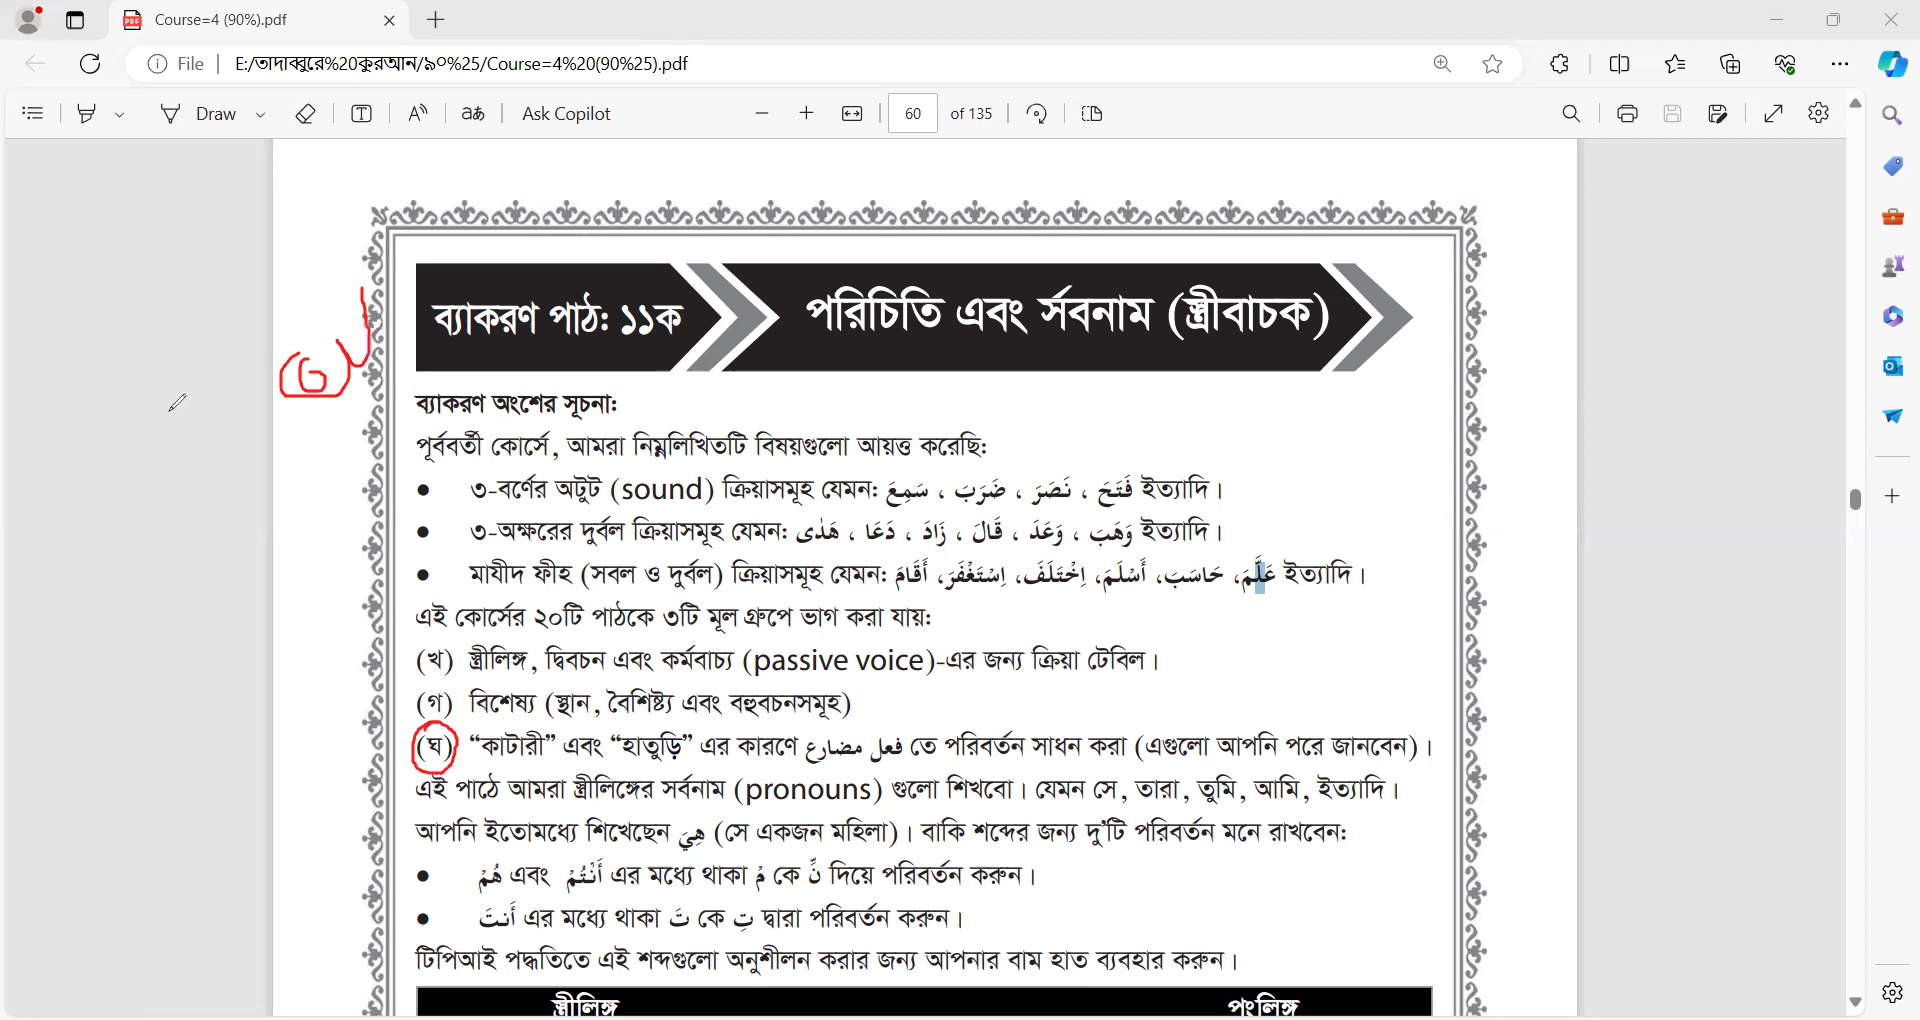 Course=4 (90%).pdf
File
E:/তাদাব্বুরে%20কুরআন/৯০%25/Course=4%20(90%25).pdf
Draw
Ask Copilot
60 of 135
ব্যাকরণ পাঠ: ১১ক
পরিচিতি এবং র্সবনাম (স্ত্রীবাচক)
ব্যাকরণ অংশের সূচনা:
পূর্ববর্তী কোর্সে, আমরা নিম্নলিখিতটি বিষয়গুলো আয়ত্ত করেছি:
● ৩-বর্ণের অটুট (sound) ক্রিয়াসমূহ যেমন: فَتَحَ ، نَصَرَ ، ضَرَبَ ، سَمِعَ ইত্যাদি।
● ৩-অক্ষরের দুর্বল ক্রিয়াসমূহ যেমন: وَهَبَ ، وَعَدَ ، قَالَ ، زَادَ ، دَعَا ، هَدٰى ইত্যাদি।
● মাযীদ ফীহ (সবল ও দুর্বল) ক্রিয়াসমূহ যেমন: عَلَّمَ، حَاسَبَ، أَسْلَمَ، اِخْتَلَفَ، اِسْتَغْفَرَ، أَقَامَ ইত্যাদি।
এই কোর্সের ২০টি পাঠকে ৩টি মূল গ্রুপে ভাগ করা যায়:
(খ) স্ত্রীলিঙ্গ, দ্বিবচন এবং কর্মবাচ্য (passive voice)-এর জন্য ক্রিয়া টেবিল।
(গ) বিশেষ্য (স্থান, বৈশিষ্ট্য এবং বহুবচনসমূহ)
(ঘ) “কাটারী” এবং “হাতুড়ি” এর কারণে فعل مضارع তে পরিবর্তন সাধন করা (এগুলো আপনি পরে জানবেন)।
এই পাঠে আমরা স্ত্রীলিঙ্গের সর্বনাম (pronouns) গুলো শিখবো। যেমন সে, তারা, তুমি, আমি, ইত্যাদি।
আপনি ইতোমধ্যে শিখেছেন هِيَ (সে একজন মহিলা)। বাকি শব্দের জন্য দু’টি পরিবর্তন মনে রাখবেন:
● هُمْ এবং أَنْتُمْ এর মধ্যে থাকা مْ কে نَّ দিয়ে পরিবর্তন করুন।
● أَنتَ এর মধ্যে থাকা تَ কে تِ দ্বারা পরিবর্তন করুন।
টিপিআই পদ্ধতিতে এই শব্দগুলো অনুশীলন করার জন্য আপনার বাম হাত ব্যবহার করুন।
স্ত্রীলিঙ্গ পুংলিঙ্গ